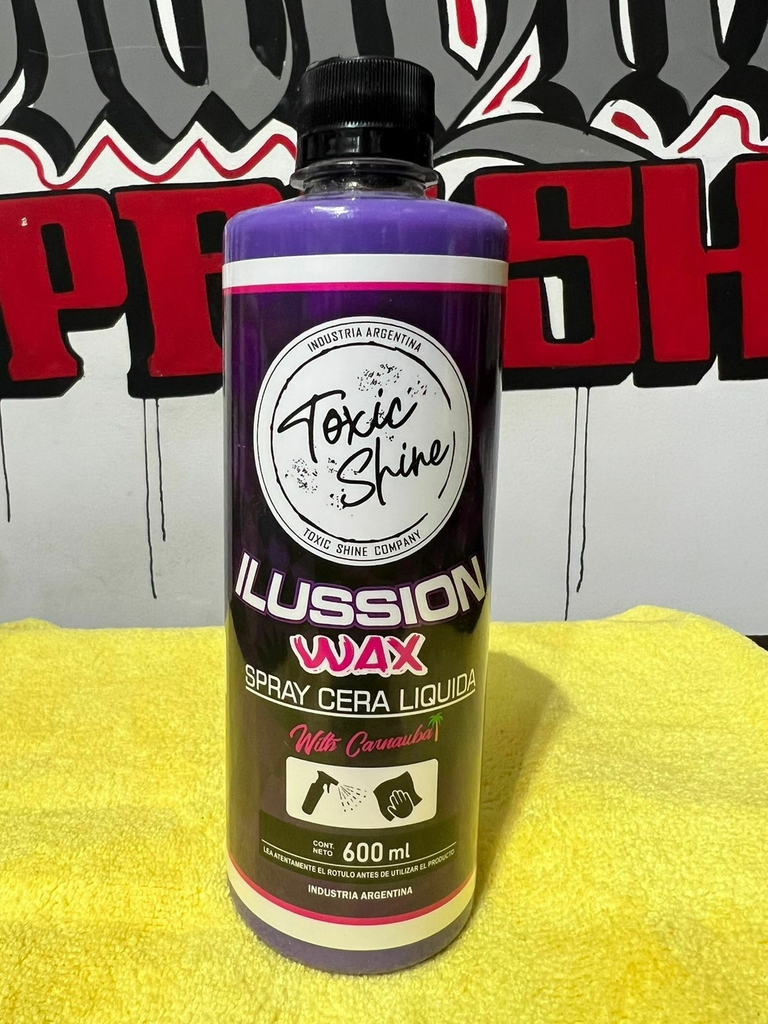 INDUSTRIA ARGENTINA
Toxic
Shine
TOXIC SHINE COMPANY
ILUSSION
WAX
SPRAY CERA LIQUIDA
With Carnauba
CONT.
NETO 600 ml
LEA ATENTAMENTE EL ROTULO ANTES DE UTILIZAR EL PRODUCTO
INDUSTRIA ARGENTINA